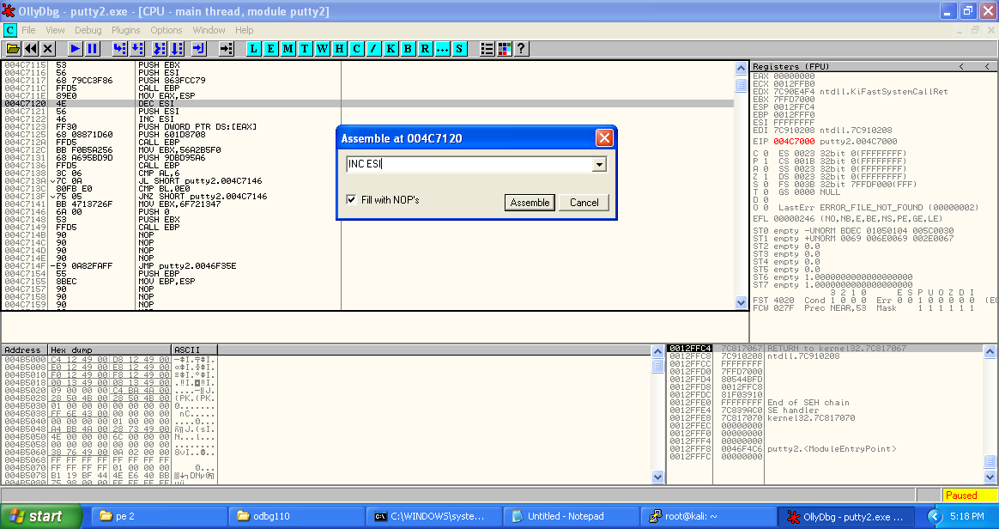 OllyDbg - putty2.exe - [CPU - main thread, module putty2]
C File View Debug Plugins Options Window Help
L E M T W H C / K B R ... S ?
004C7115 53 PUSH EBX
004C7116 56 PUSH ESI
004C7117 68 79CC3F86 PUSH 863FCC79
004C711C FFD5 CALL EBP
004C711E 89E0 MOV EAX,ESP
004C7120 4E DEC ESI
004C7121 56 PUSH ESI
004C7122 46 INC ESI
004C7123 FF30 PUSH DWORD PTR DS:[EAX]
004C7125 68 08871D60 PUSH 601D8708
004C712A FFD5 CALL EBP
004C712C BB F0B5A256 MOV EBX,56A2B5F0
004C7131 68 A695BD9D PUSH 9DBD95A6
004C7136 FFD5 CALL EBP
004C7138 3C 06 CMP AL,6
004C713A 7C 0A JL SHORT putty2.004C7146
004C713C 80FB E0 CMP BL,0E0
004C713F 75 05 JNZ SHORT putty2.004C7146
004C7141 BB 4713726F MOV EBX,6F721347
004C7146 6A 00 PUSH 0
004C7148 53 PUSH EBX
004C7149 FFD5 CALL EBP
004C714B 90 NOP
004C714C 90 NOP
004C714D 90 NOP
004C714E 90 NOP
004C714F -E9 0A82FAFF JMP putty2.0046F35E
004C7154 55 PUSH EBP
004C7155 8BEC MOV EBP,ESP
004C7157 90 NOP
004C7158 90 NOP
004C7159 90 NOP
Assemble at 004C7120
INC ESI
Fill with NOP's
Assemble
Cancel
Registers (FPU) < <
EAX 00000000
ECX 0012FFB0
EDX 7C90E4F4 ntdll.KiFastSystemCallRet
EBX 7FFD7000
ESP 0012FFC4
EBP 0012FFF0
ESI FFFFFFFF
EDI 7C910208 ntdll.7C910208
EIP 004C7000 putty2.004C7000
C 0 ES 0023 32bit 0(FFFFFFFF)
P 1 CS 001B 32bit 0(FFFFFFFF)
A 0 SS 0023 32bit 0(FFFFFFFF)
Z 1 DS 0023 32bit 0(FFFFFFFF)
S 0 FS 003B 32bit 7FFDF000(FFF)
T 0 GS 0000 NULL
D 0
O 0 LastErr ERROR_FILE_NOT_FOUND (00000002)
EFL 00000246 (NO,NB,E,BE,NS,PE,GE,LE)
ST0 empty -UNORM BDEC 01050104 005C0030
ST1 empty +UNORM 0069 006E0069 002E0067
ST2 empty 0.0
ST3 empty 0.0
ST4 empty 0.0
ST5 empty 0.0
ST6 empty 1.0000000000000000000
ST7 empty 1.0000000000000000000
3 2 1 0 E S P U O Z D I
FST 4020 Cond 1 0 0 0 Err 0 0 1 0 0 0 0 0
FCW 027F Prec NEAR,53 Mask 1 1 1 1 1 1
Address Hex dump ASCII
004B5000 C4 12 49 00 D8 12 49 00
004B5008 E0 12 49 00 E8 12 49 00
004B5010 F0 12 49 00 F8 12 49 00
004B5018 00 13 49 00 08 13 49 00
004B5020 09 00 00 00 C4 BA 4A 00
004B5028 28 50 4B 00 28 50 4B 00 (PK.(PK.
004B5030 01 00 00 00 00 00 00 00
004B5038 FF 6E 43 00 00 00 00 00 nC.....
004B5040 00 00 00 00 01 00 00 00
004B5048 A4 BB 4A 00 28 73 49 00
004B5050 4E 00 00 00 6C 00 00 00 N...l...
004B5058 00 00 00 00 00 00 00 00 ........
004B5060 38 76 49 00 0A 02 00 00
004B5068 FF FF FF FF FF FF FF FF
004B5070 FF FF FF FF 01 00 00 00
004B5078 B1 19 BF 44 4E E6 40 BB
0012FFC4 7C817067 RETURN to kernel32.7C817067
0012FFC8 7C910208 ntdll.7C910208
0012FFCC FFFFFFFF
0012FFD0 7FFD7000
0012FFD4 80544BFD
0012FFD8 0012FFC8
0012FFDC 81F03910
0012FFE0 FFFFFFFF End of SEH chain
0012FFE4 7C839AC0 SE handler
0012FFE8 7C817070 kernel32.7C817070
0012FFEC 00000000
0012FFF0 00000000
0012FFF4 00000000
0012FFF8 0046F4C6 putty2.<ModuleEntryPoint>
0012FFFC 00000000
Paused
start
pe 2
odbg110
C:\WINDOWS\syste...
Untitled - Notepad
root@kali: ~
OllyDbg - putty2.exe ...
5:18 PM